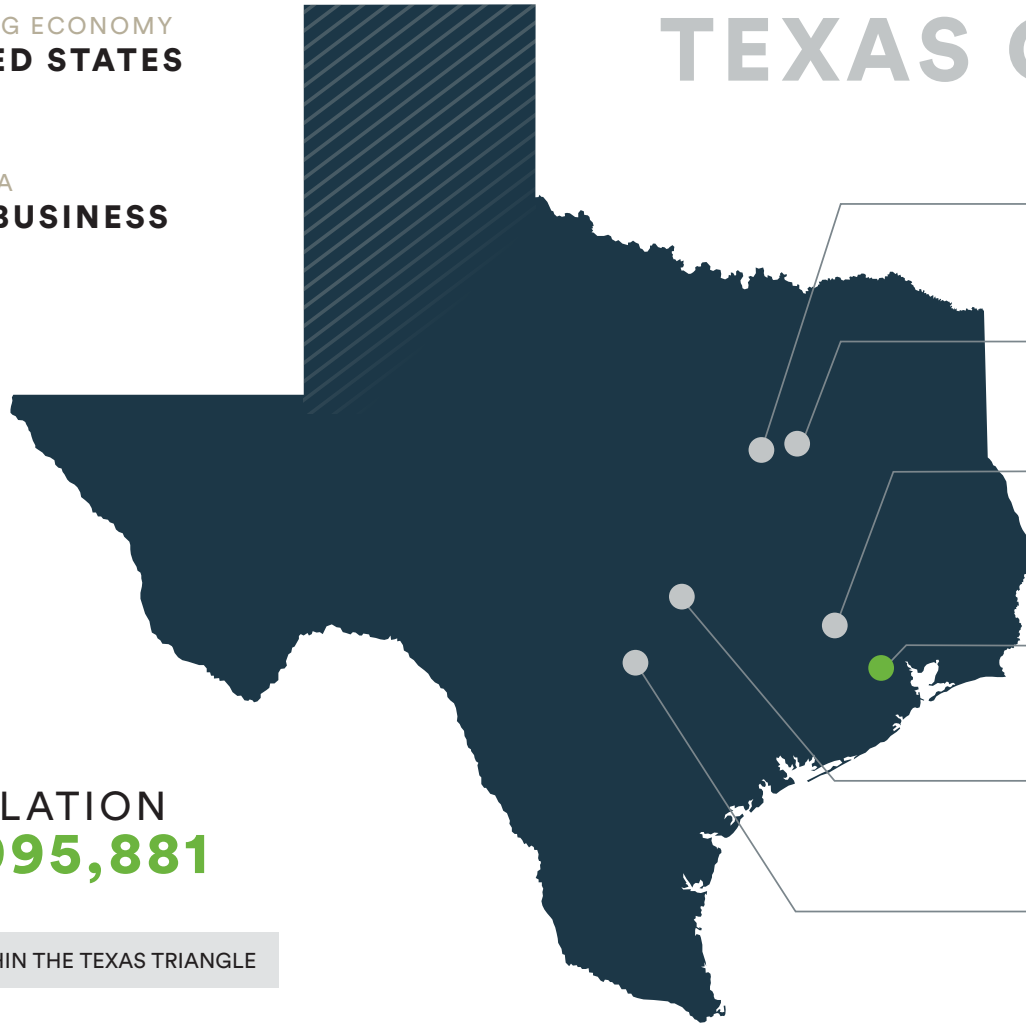 G ECONOMY
ED STATES
TEXAS
A
BUSINESS
LATION
95,881
HIN THE TEXAS TRIANGLE